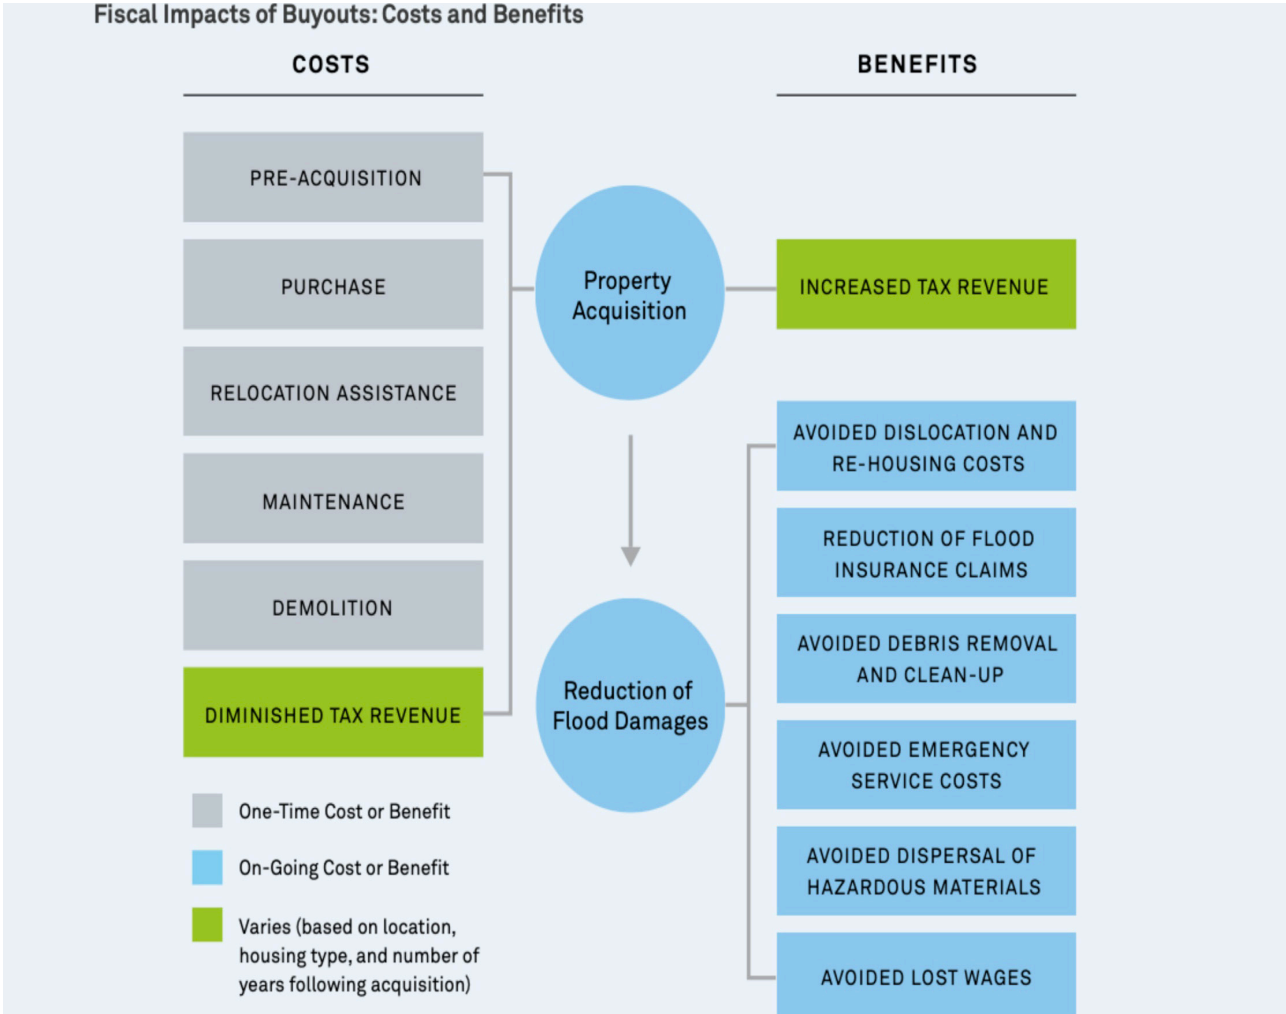 Fiscal Impacts of Buyouts: Costs and Benefits
COSTS
PRE-ACQUISITION
PURCHASE
RELOCATION ASSISTANCE
MAINTENANCE
DEMOLITION
DIMINISHED TAX REVENUE
One-Time Cost or Benefit
On-Going Cost or Benefit
Varies (based on location,
housing type, and number of
years following acquisition)
Property
Acquisition
Reduction of
Flood Damages
BENEFITS
INCREASED TAX REVENUE
AVOIDED DISLOCATION AND
RE-HOUSING COSTS
REDUCTION OF FLOOD
INSURANCE CLAIMS
AVOIDED DEBRIS REMOVAL
AND CLEAN-UP
AVOIDED EMERGENCY
SERVICE COSTS
AVOIDED DISPERSAL OF
HAZARDOUS MATERIALS
AVOIDED LOST WAGES